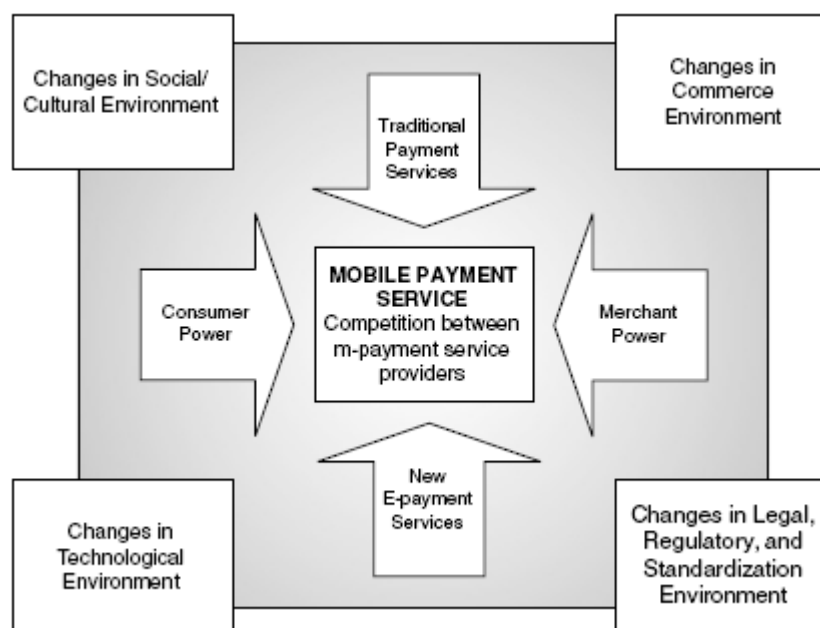 Changes in Social/
Cultural Environment
Changes in
Commerce
Environment
Traditional
Payment
Services
Consumer
Power
MOBILE PAYMENT
SERVICE
Competition between
m-payment service
providers
Merchant
Power
New
E-payment
Services
Changes in
Technological
Environment
Changes in Legal,
Regulatory, and
Standardization
Environment